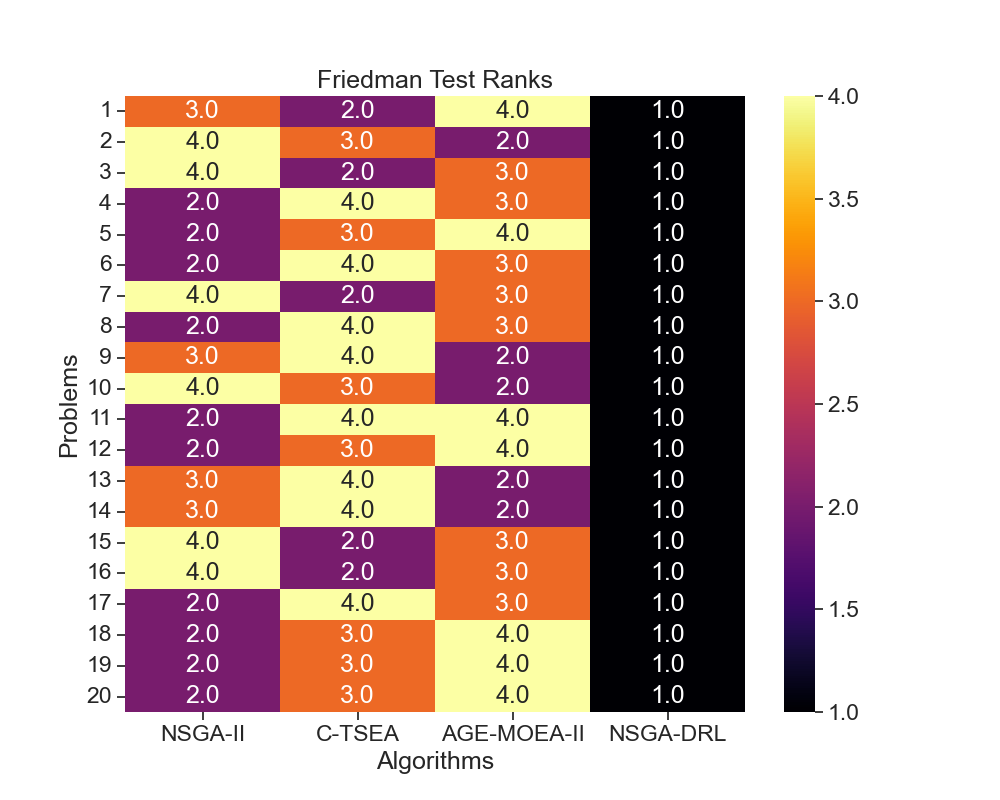 Friedman Test Ranks
1 3.0 2.0 4.0 1.0
2 4.0 3.0 2.0 1.0
3 4.0 2.0 3.0 1.0
4 2.0 4.0 3.0 1.0
5 2.0 3.0 4.0 1.0
6 2.0 4.0 3.0 1.0
7 4.0 2.0 3.0 1.0
8 2.0 4.0 3.0 1.0
9 3.0 4.0 2.0 1.0
10 4.0 3.0 2.0 1.0
11 2.0 4.0 4.0 1.0
12 2.0 3.0 4.0 1.0
13 3.0 4.0 2.0 1.0
14 3.0 4.0 2.0 1.0
15 4.0 2.0 3.0 1.0
16 4.0 2.0 3.0 1.0
17 2.0 4.0 3.0 1.0
18 2.0 3.0 4.0 1.0
19 2.0 3.0 4.0 1.0
20 2.0 3.0 4.0 1.0
NSGA-II C-TSEA AGE-MOEA-II NSGA-DRL
Algorithms
Problems
4.0
3.5
3.0
2.5
2.0
1.5
1.0